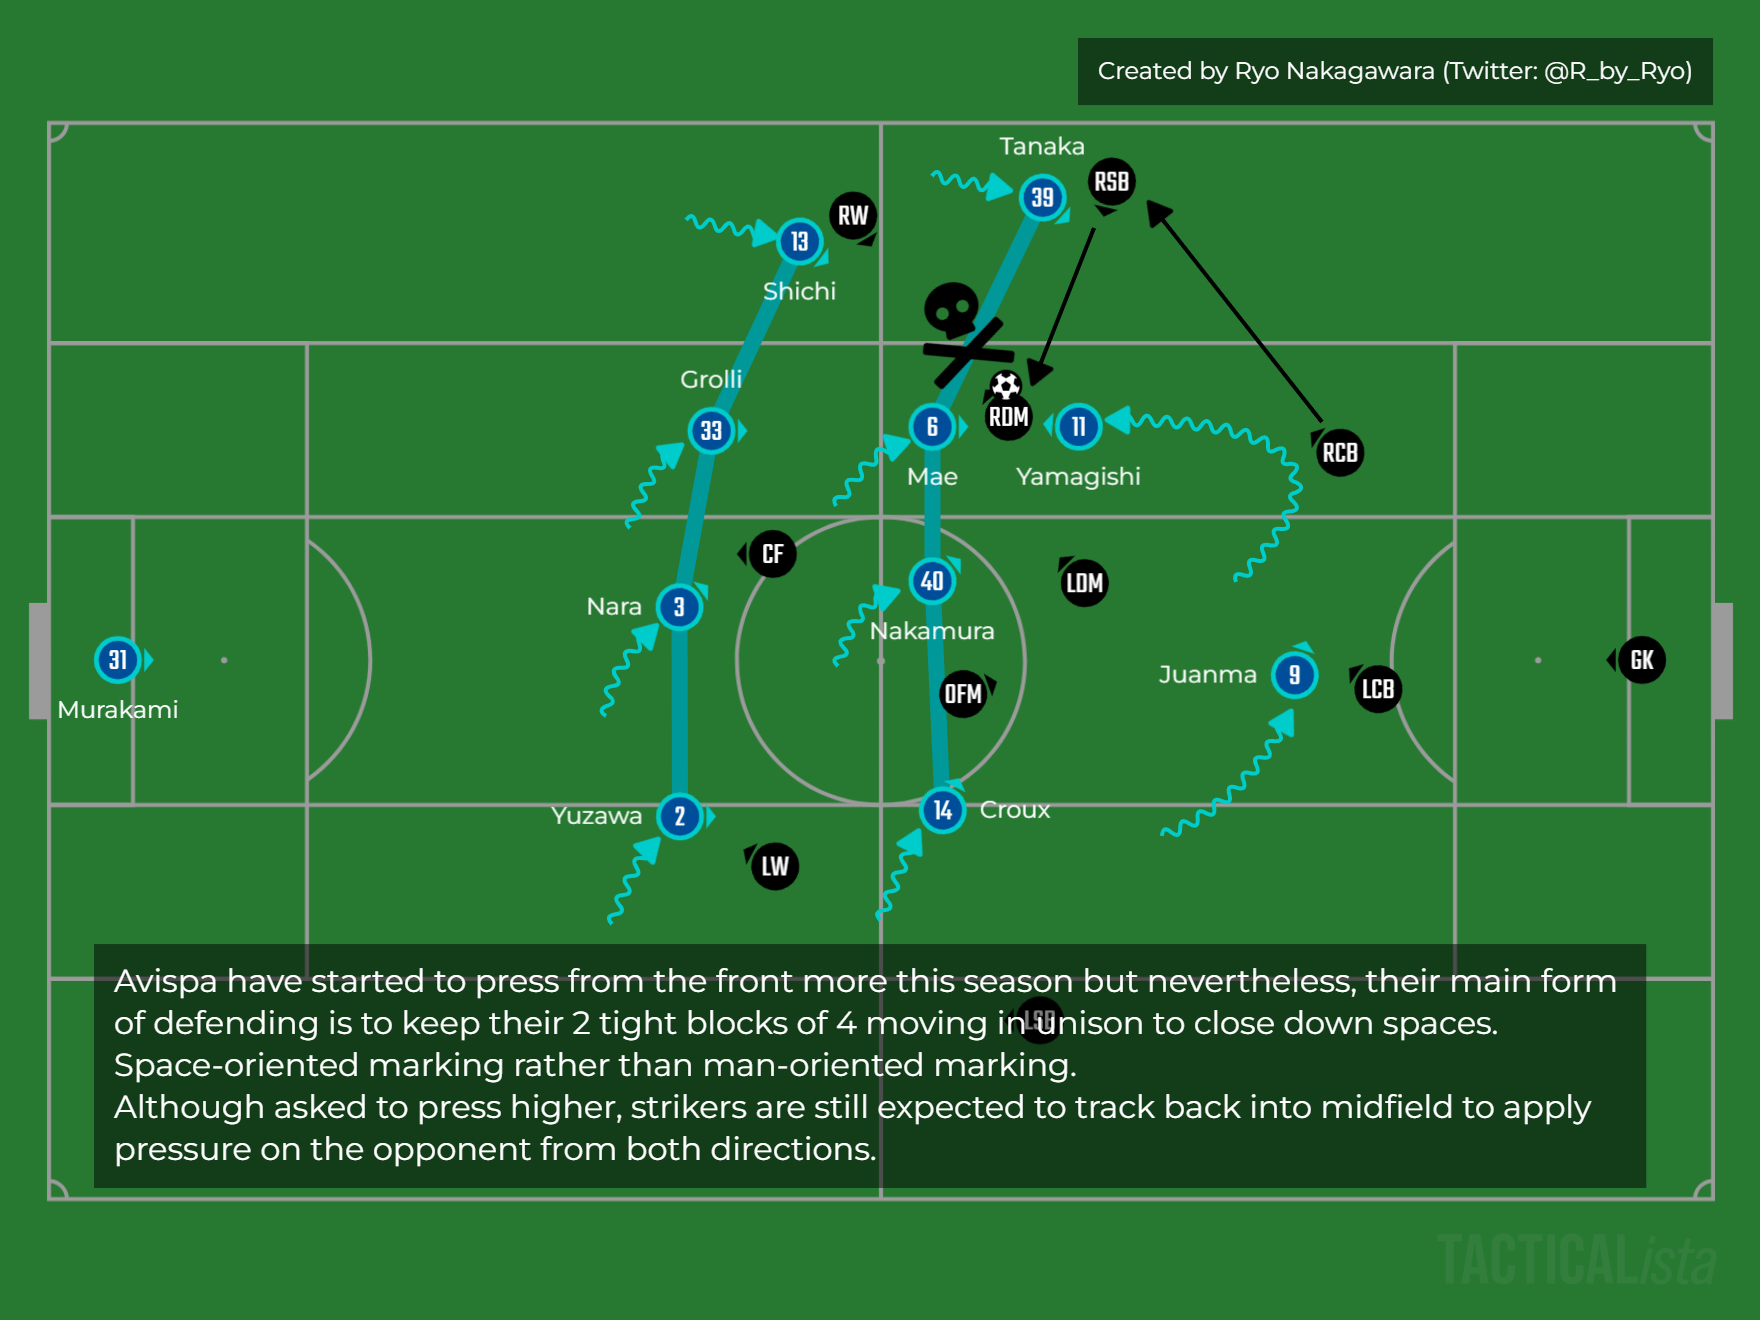 Created by Ryo Nakagawara (Twitter: @R_by_Ryo)
Tanaka
39
RSB
RW
13
Shichi
Grolli
33
6
RDM
11
RCB
Mae
Yamagishi
CF
40
LDM
Nara
3
Nakamura
31
Murakami
OFM
Juanma
9
LCB
GK
Yuzawa
2
14
Croux
LW
Avispa have started to press from the front more this season but nevertheless, their main form
of defending is to keep their 2 tight blocks of 4 moving in unison to close down spaces.
LSB
Space-oriented marking rather than man-oriented marking.
Although asked to press higher, strikers are still expected to track back into midfield to apply
pressure on the opponent from both directions.
TACTICALista